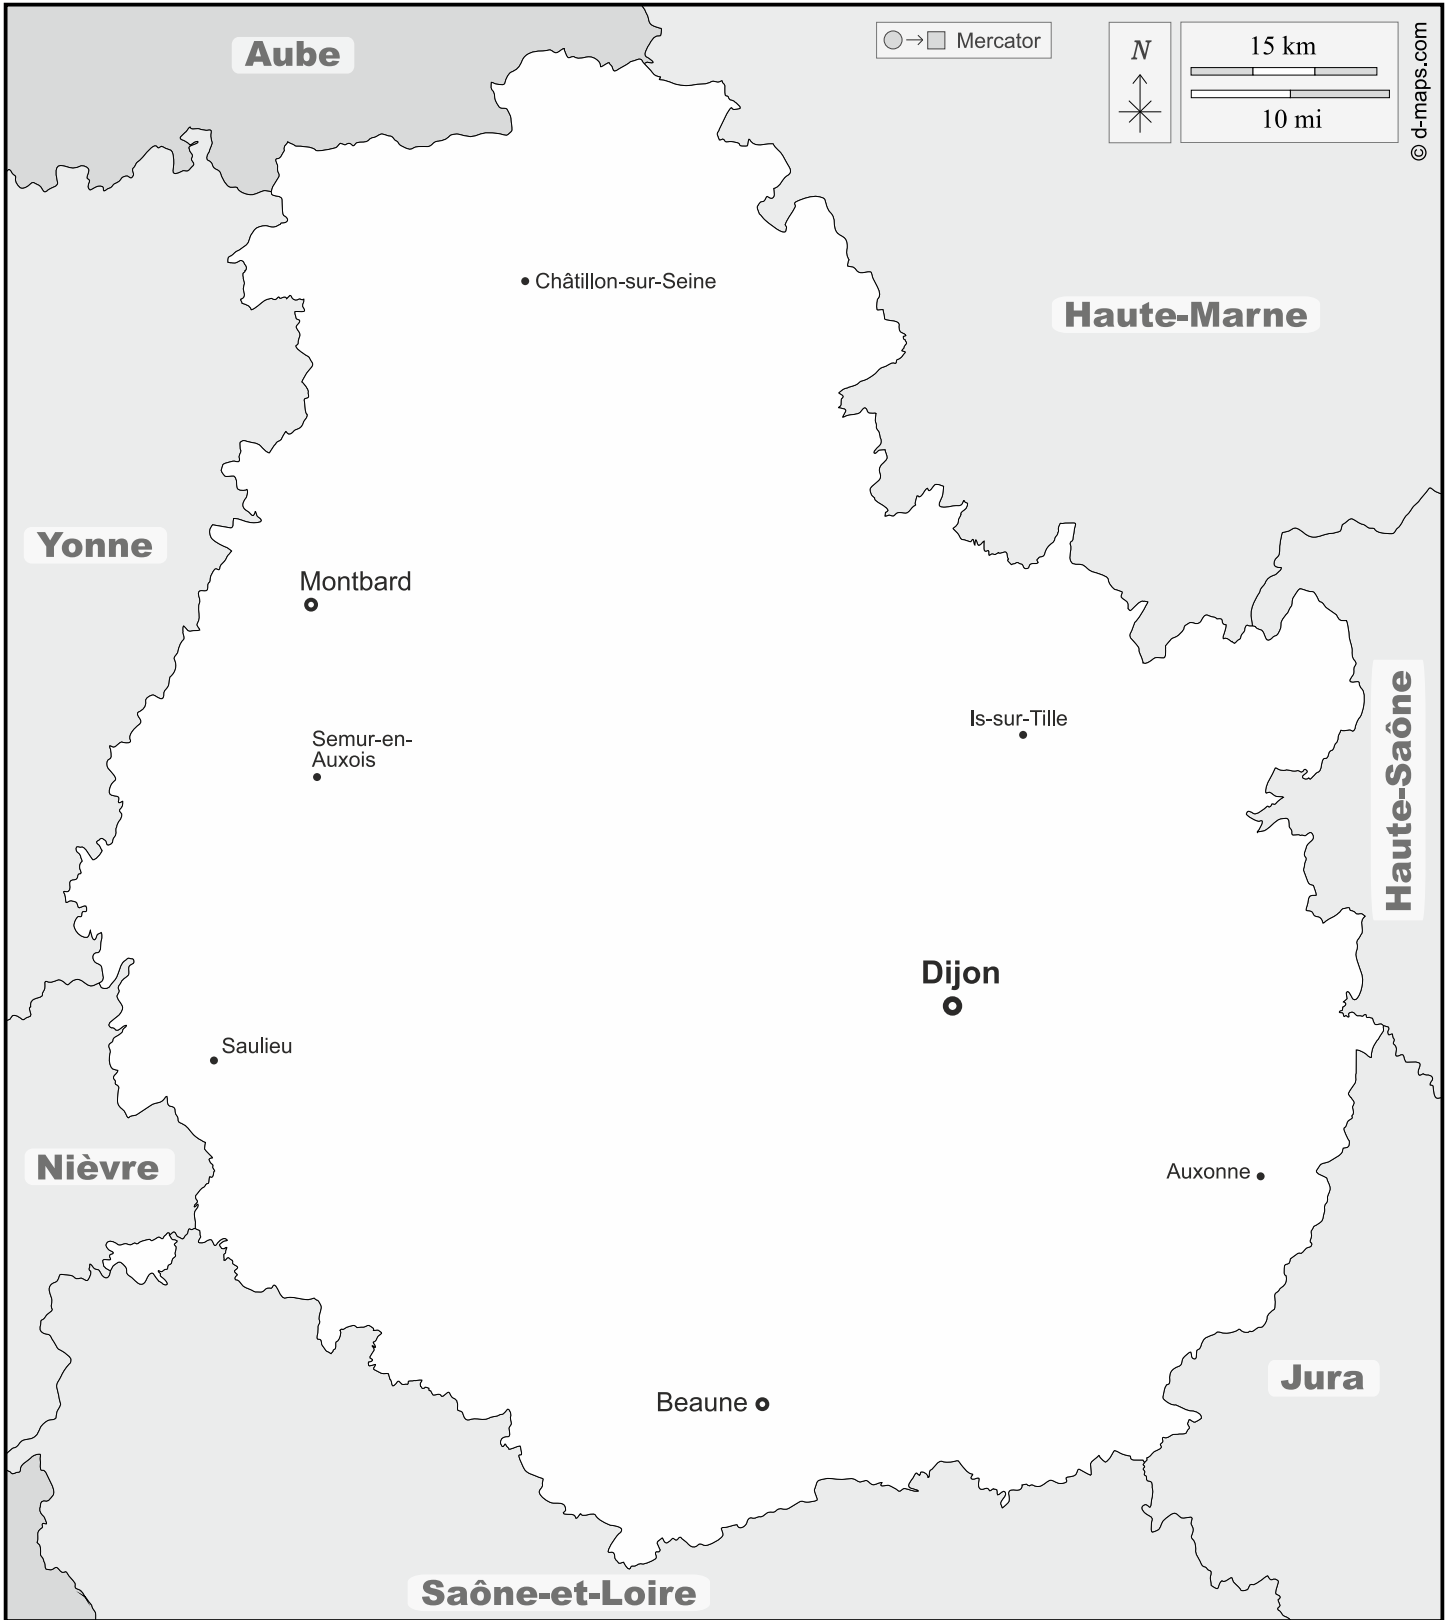 Aube
Mercator
N
15 km
10 mi
© d-maps.com
Châtillon-sur-Seine
Haute-Marne
Yonne
Montbard
Semur-en-
Auxois
Is-sur-Tille
Haute-Saône
Dijon
Saulieu
Nièvre
Auxonne
Jura
Beaune
Saône-et-Loire